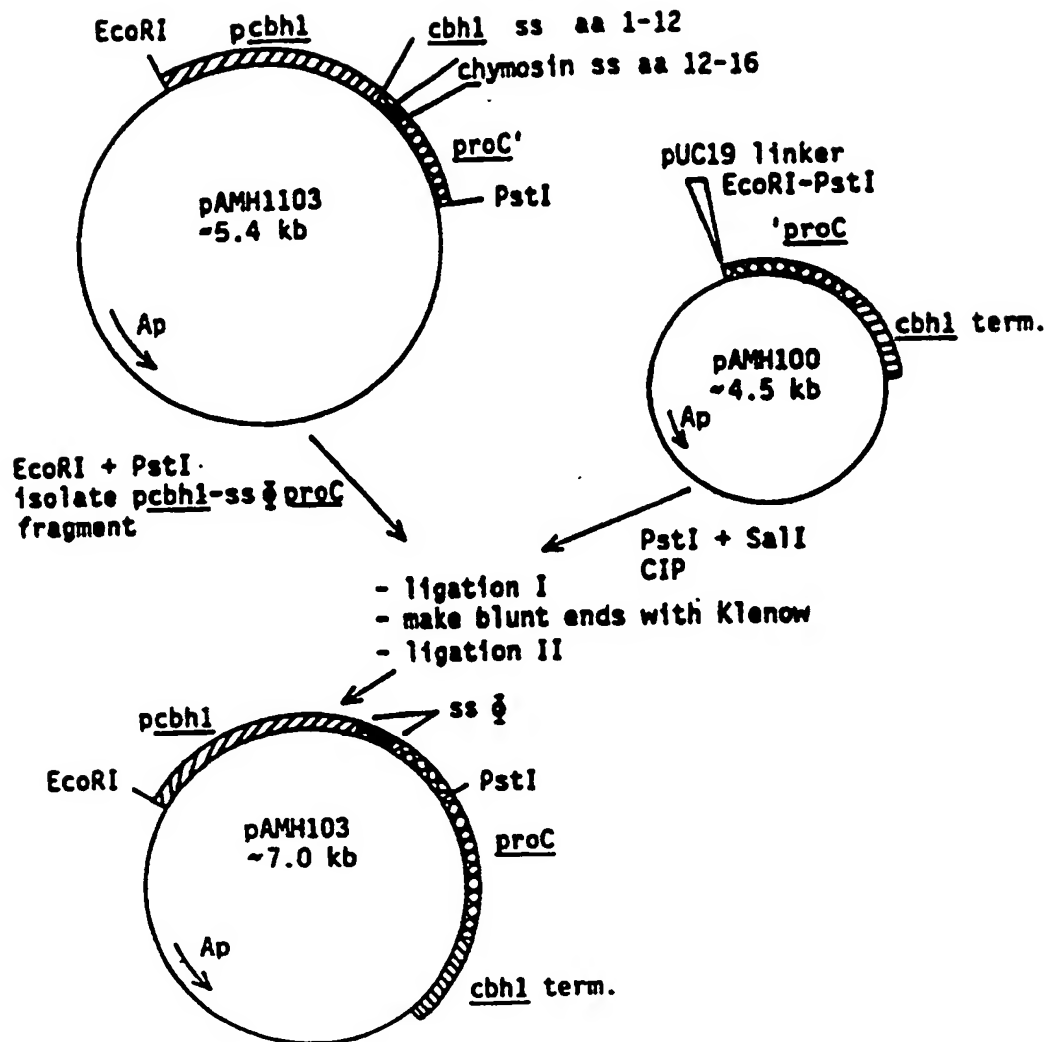 EcoRI
pcbh1
cbh1 ss aa 1-12
chymosin ss aa 12-16
proC'
PstI
pAMH1103
~5.4 kb
Ap
pUC19 linker
EcoRI-PstI
'proC
cbh1 term.
pAMH100
~4.5 kb
Ap
EcoRI + PstI
isolate pcbh1-ss Φ proC
fragment
PstI + SalI
CIP
- ligation I
- make blunt ends with Klenow
- ligation II
pcbh1
ss Φ
EcoRI
PstI
pAMH103
~7.0 kb
proC
Ap
cbh1 term.